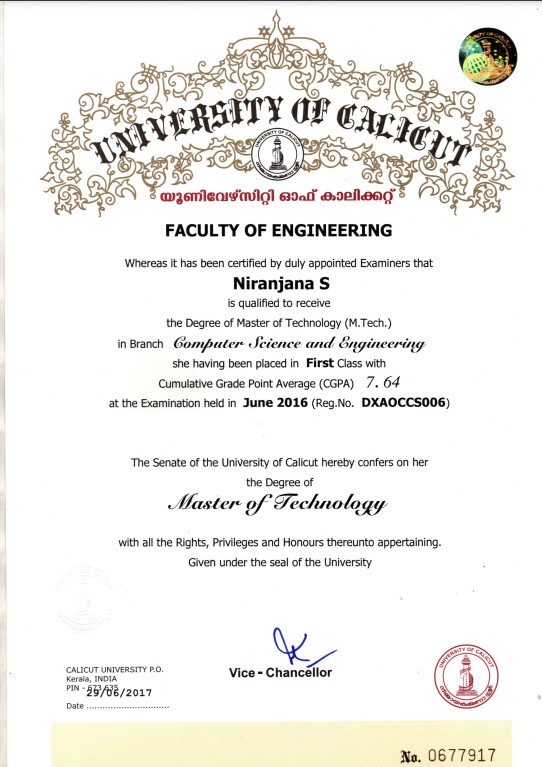 UNIVERSITY OF CALICUT
UNIVERSITY OF CALICUT
യൂണിവേഴ്സിറ്റി ഓഫ് കാലിക്കറ്റ്
FACULTY OF ENGINEERING
Whereas it has been certified by duly appointed Examiners that
Niranjana S
is qualified to receive
the Degree of Master of Technology (M.Tech.)
in Branch Computer Science and Engineering
she having been placed in First Class with
Cumulative Grade Point Average (CGPA) 7.64
at the Examination held in June 2016 (Reg.No. DXAOCCS006)
The Senate of the University of Calicut hereby confers on her
the Degree of
Master of Technology
with all the Rights, Privileges and Honours thereunto appertaining.
Given under the seal of the University
Vice - Chancellor
CALICUT UNIVERSITY P.O.
Kerala, INDIA
PIN - 673 635
29/06/2017
Date ...............................
UNIVERSITY OF CALICUT
No. 0677917